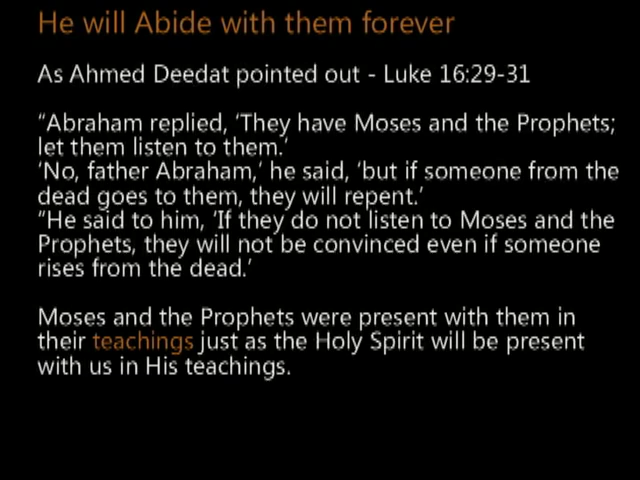 He will Abide with them forever
As Ahmed Deedat pointed out - Luke 16:29-31
“Abraham replied, ‘They have Moses and the Prophets;
let them listen to them.’
‘No, father Abraham,’ he said, ‘but if someone from the
dead goes to them, they will repent.’
“He said to him, ‘If they do not listen to Moses and the
Prophets, they will not be convinced even if someone
rises from the dead.’
Moses and the Prophets were present with them in
their teachings just as the Holy Spirit will be present
with us in His teachings.